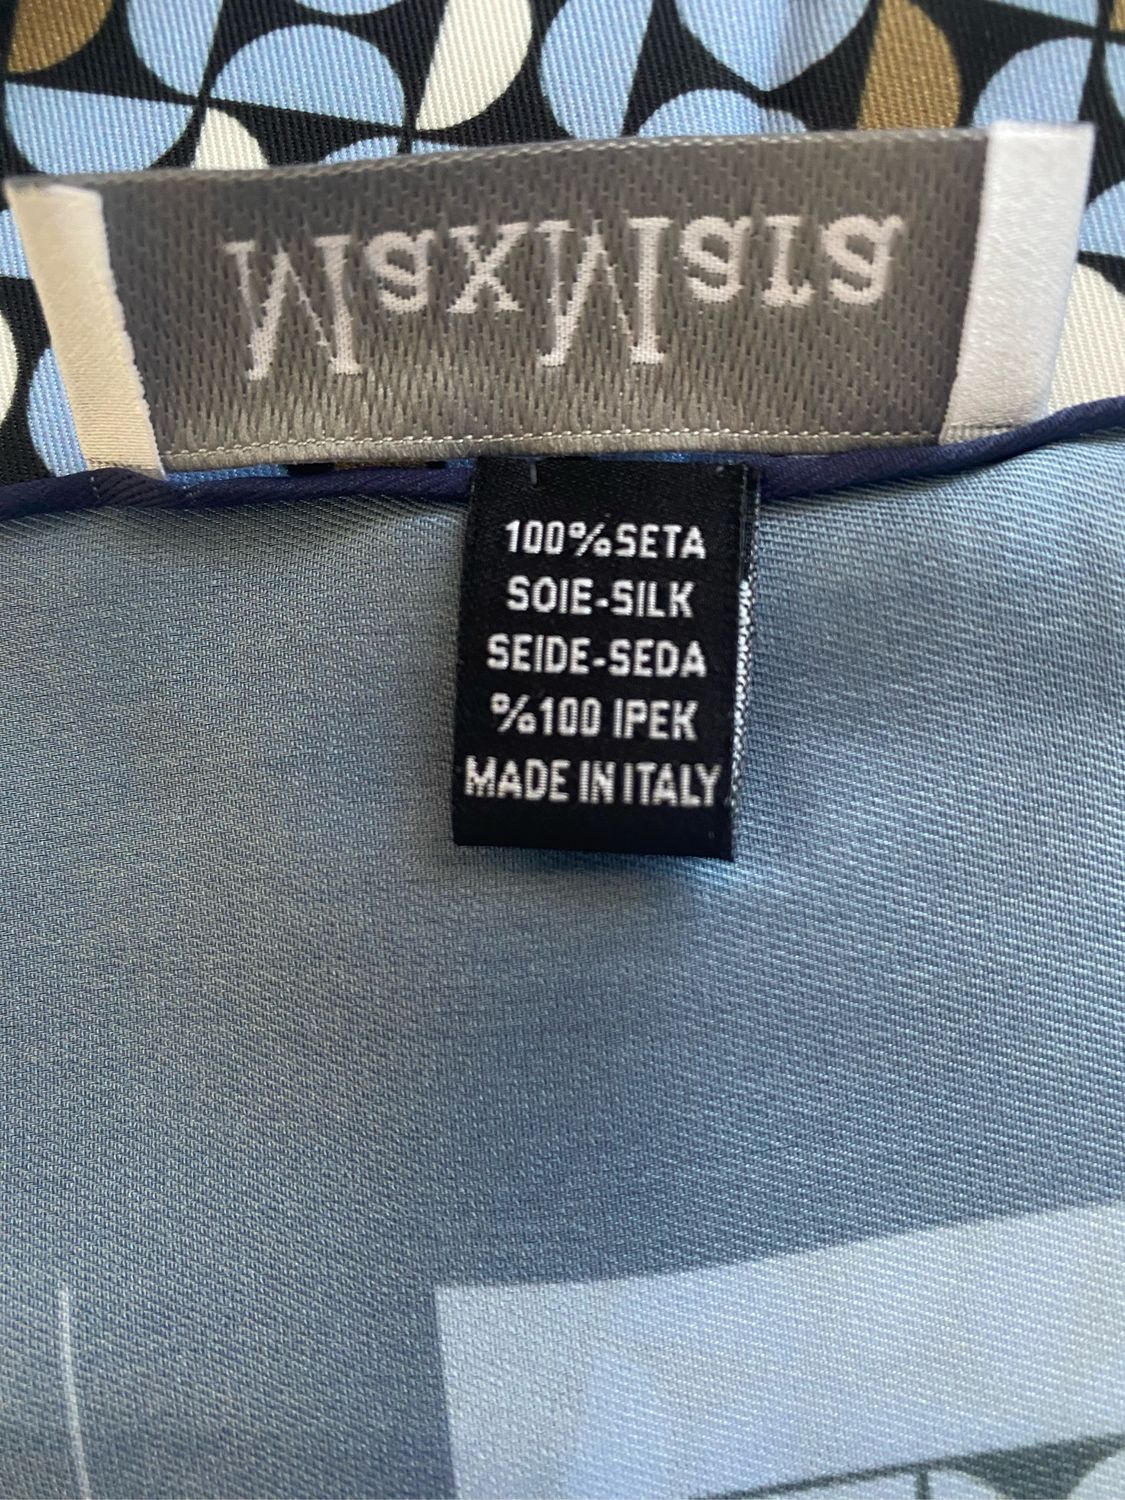 MaxMara
100%SETA
SOIE-SILK
SEIDE-SEDA
%100 IPEK
MADE IN ITALY